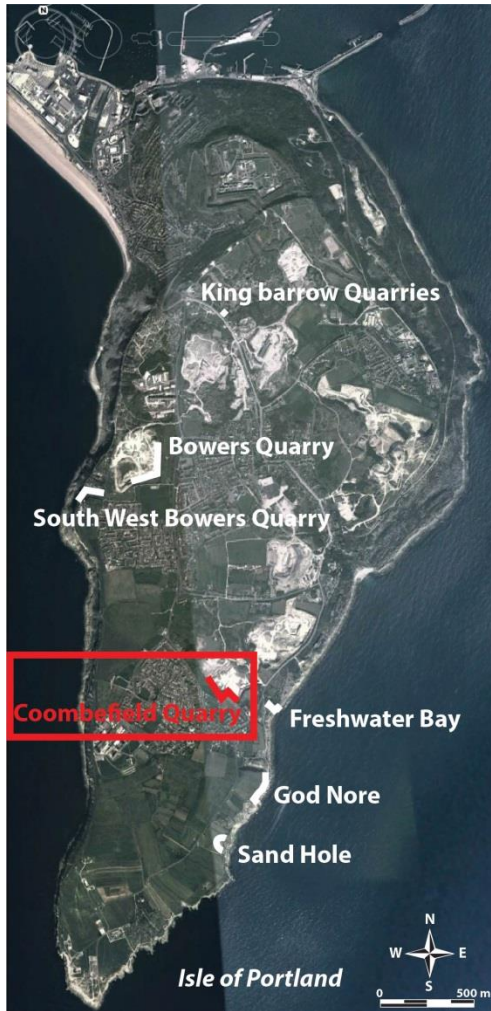 N
King barrow Quarries
Bowers Quarry
South West Bowers Quarry
Coombefield Quarry
Freshwater Bay
God Nore
Sand Hole
N
W E
S
Isle of Portland
0 500 m